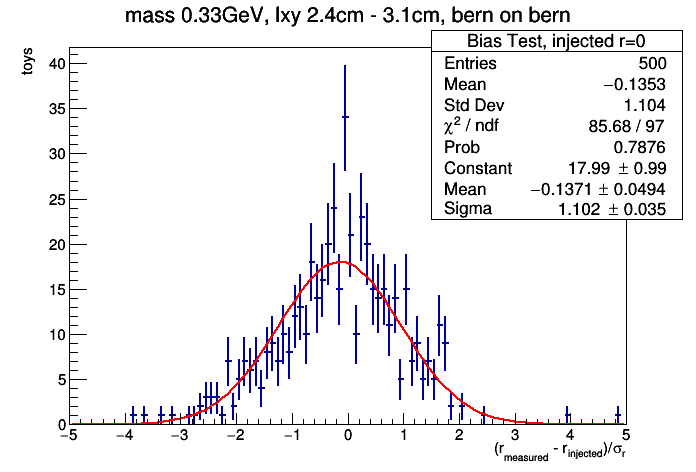 mass 0.33GeV, lxy 2.4cm - 3.1cm, bern on bern
Bias Test, injected r=0
Entries 500
Mean −0.1353
Std Dev 1.104
χ² / ndf 85.68 / 97
Prob 0.7876
Constant 17.99 ± 0.99
Mean −0.1371 ± 0.0494
Sigma 1.102 ± 0.035
toys
40
35
30
25
20
15
10
5
0
−5 −4 −3 −2 −1 0 1 2 3 4 5
(r_measured - r_injected)/σ_r